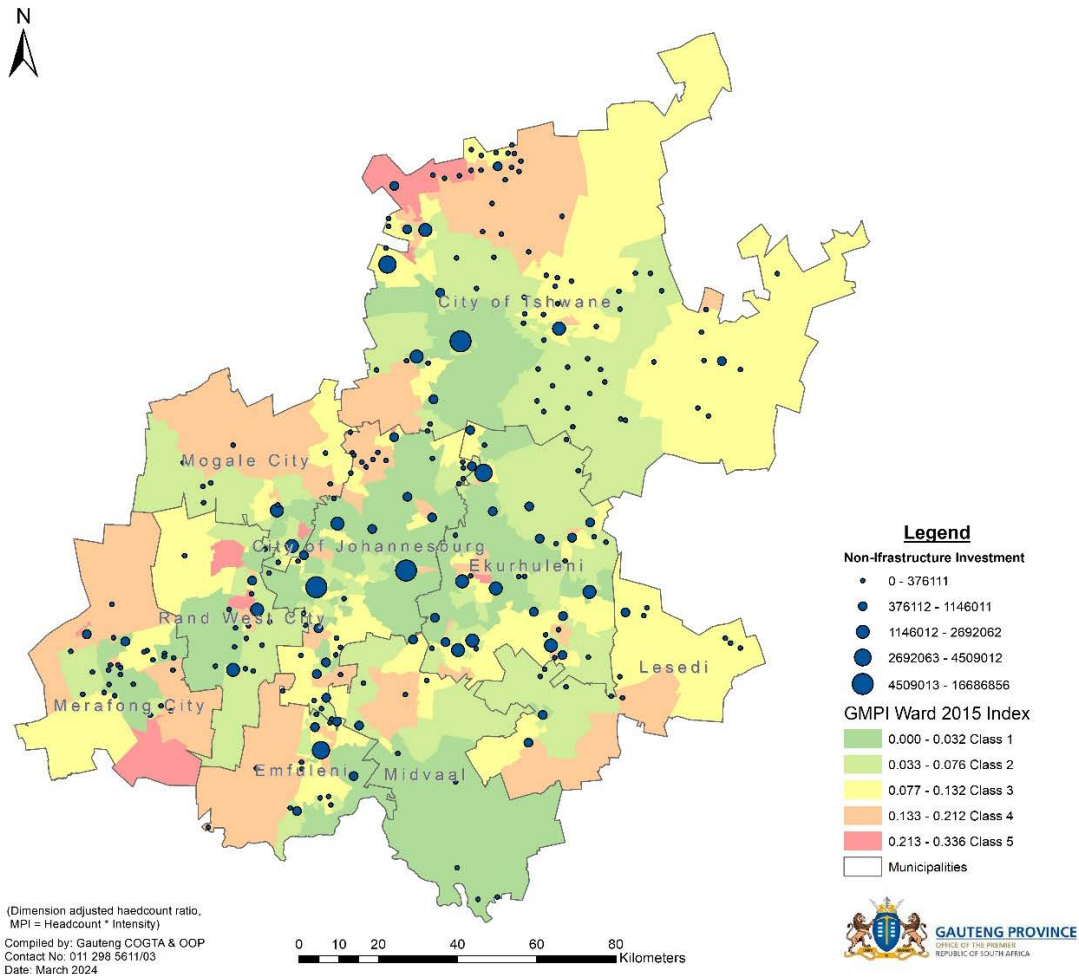 N
City of Tshwane
Mogale City
City of Johannesburg
Ekurhuleni
Rand West City
Lesedi
Merafong City
Emfuleni
Midvaal
Legend
Non-Ifrastructure Investment
0 - 376111
376112 - 1146011
1146012 - 2692062
2692063 - 4509012
4509013 - 16686856
GMPI Ward 2015 Index
0.000 - 0.032 Class 1
0.033 - 0.076 Class 2
0.077 - 0.132 Class 3
0.133 - 0.212 Class 4
0.213 - 0.336 Class 5
Municipalities
(Dimension adjusted haedcount ratio,
MPI = Headcount * Intensity)
Compiled by: Gauteng COGTA & OOP
Contact No: 011 298 5611/03
Date: March 2024
0 10 20 40 60 80
Kilometers
GAUTENG PROVINCE
OFFICE OF THE PREMIER
REPUBLIC OF SOUTH AFRICA